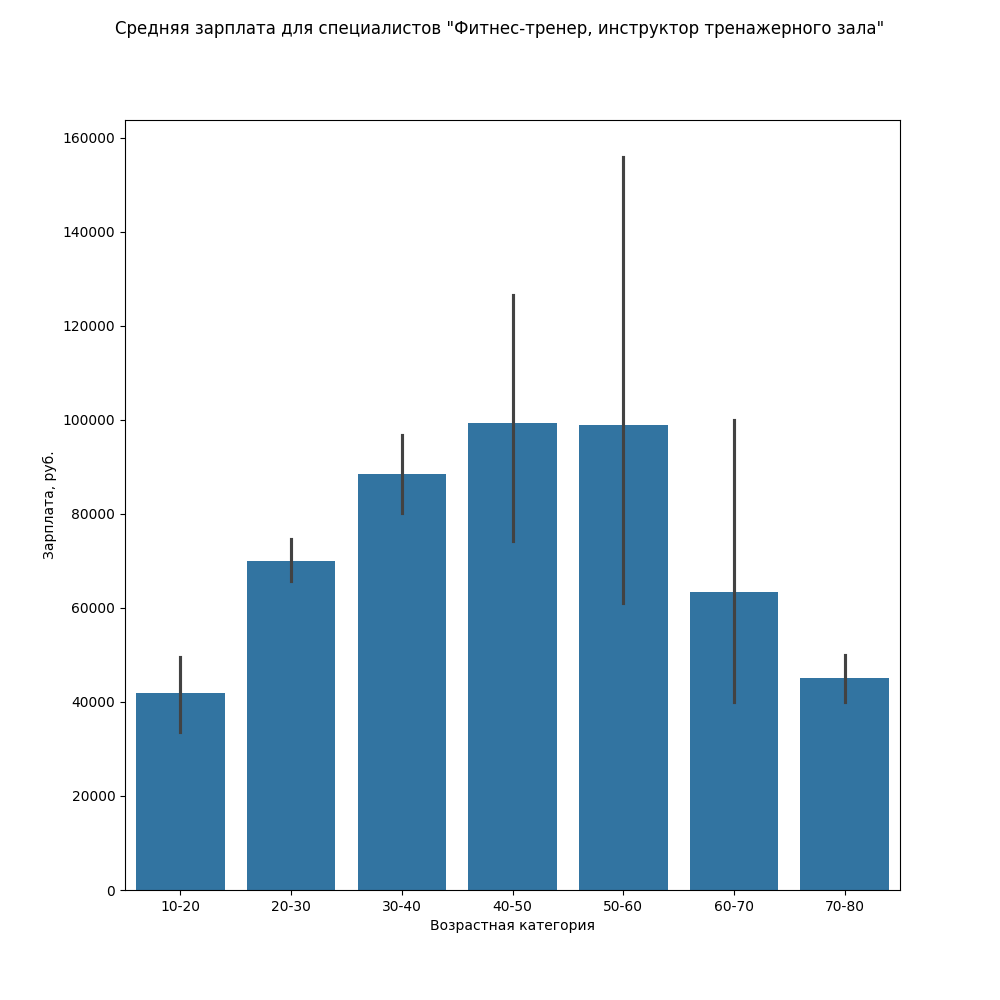 Средняя зарплата для специалистов "Фитнес-тренер, инструктор тренажерного зала"
160000
140000
120000
100000
80000
60000
40000
20000
0
Зарплата, руб.
10-20 20-30 30-40 40-50 50-60 60-70 70-80
Возрастная категория